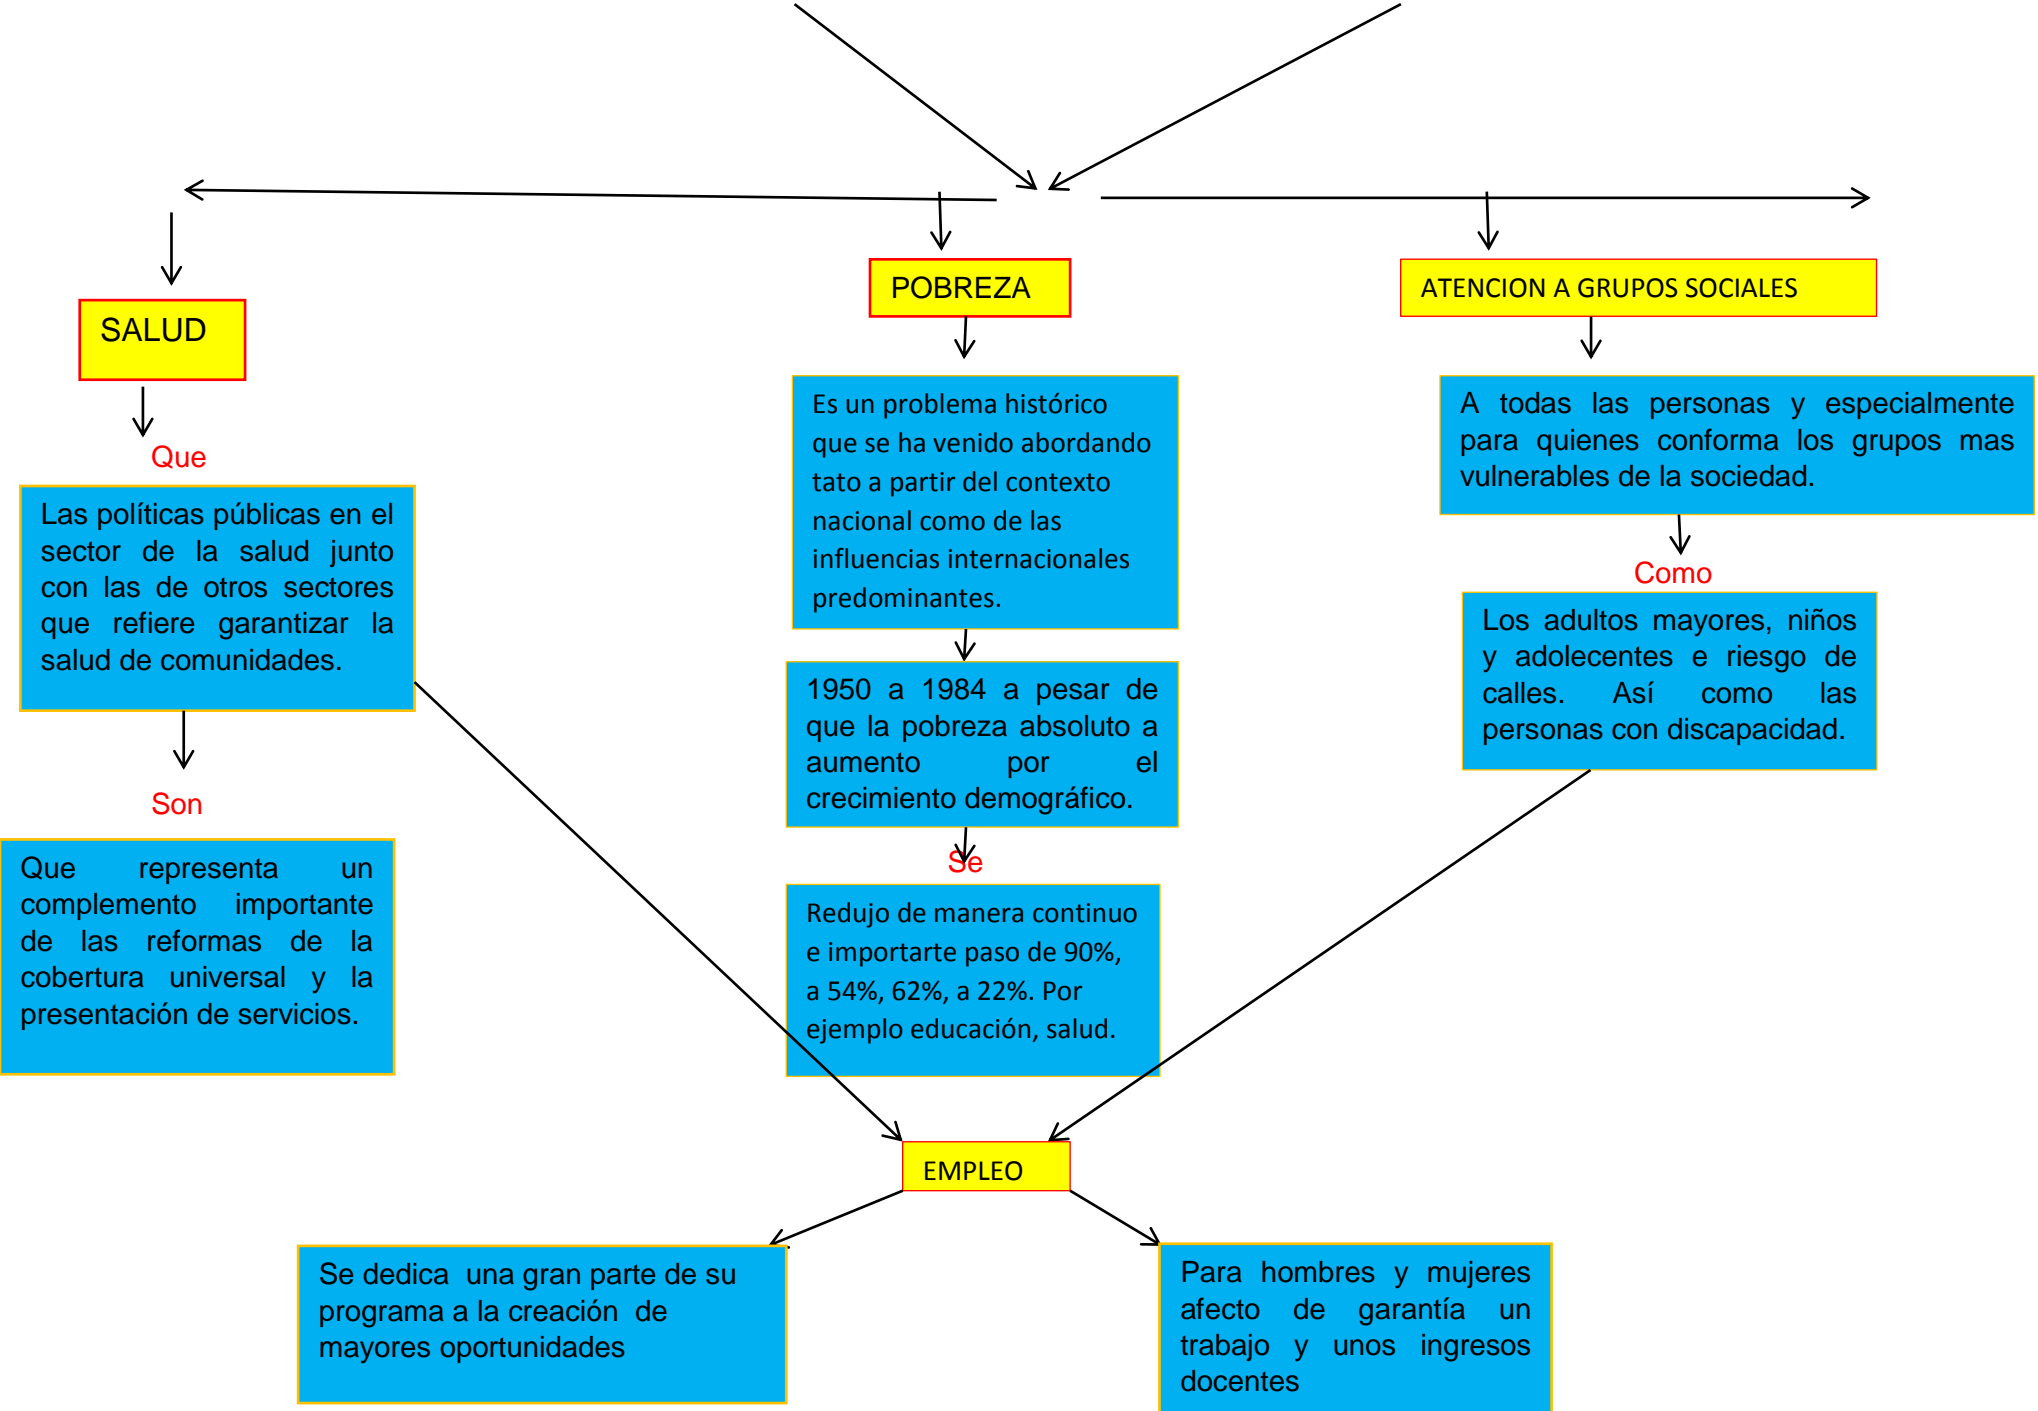 SALUD
Que
Las políticas públicas en el
sector de la salud junto
con las de otros sectores
que refiere garantizar la
salud de comunidades.
Son
Que representa un
complemento importante
de las reformas de la
cobertura universal y la
presentación de servicios.
POBREZA
Es un problema histórico
que se ha venido abordando
tato a partir del contexto
nacional como de las
influencias internacionales
predominantes.
1950 a 1984 a pesar de
que la pobreza absoluto a
aumento por el
crecimiento demográfico.
Se
Redujo de manera continuo
e importarte paso de 90%,
a 54%, 62%, a 22%. Por
ejemplo educación, salud.
ATENCION A GRUPOS SOCIALES
A todas las personas y especialmente
para quienes conforma los grupos mas
vulnerables de la sociedad.
Como
Los adultos mayores, niños
y adolecentes e riesgo de
calles. Así como las
personas con discapacidad.
EMPLEO
Se dedica una gran parte de su
programa a la creación de
mayores oportunidades
Para hombres y mujeres
afecto de garantía un
trabajo y unos ingresos
docentes